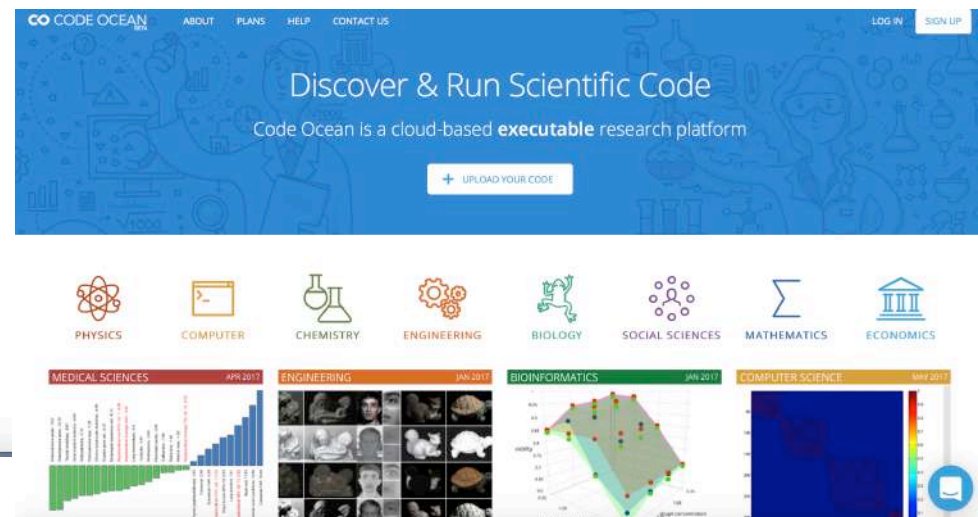 CO CODE OCEAN
BETA
ABOUT PLANS HELP CONTACT US LOG IN SIGN UP
Discover & Run Scientific Code
Code Ocean is a cloud-based executable research platform
+ UPLOAD YOUR CODE
PHYSICS COMPUTER CHEMISTRY ENGINEERING BIOLOGY SOCIAL SCIENCES MATHEMATICS ECONOMICS
MEDICAL SCIENCES APR 2017 ENGINEERING JAN 2017 BIOINFORMATICS JAN 2017 COMPUTER SCIENCE MAY 2017